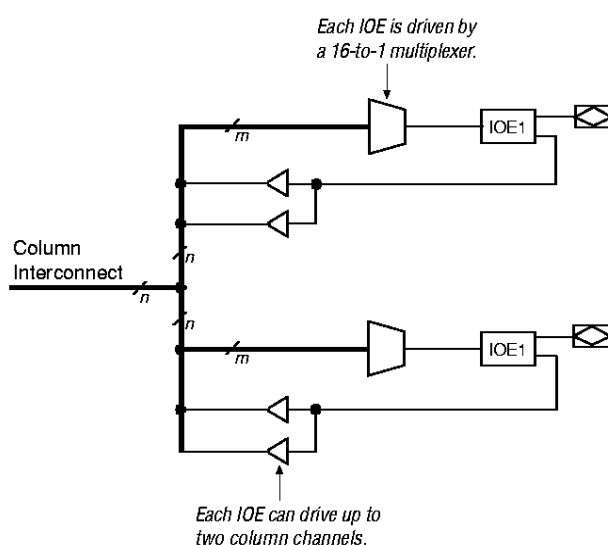 Each IOE is driven by
a 16-to-1 multiplexer.
m
IOE1
Column
Interconnect
n
n
n
m
IOE1
Each IOE can drive up to
two column channels.